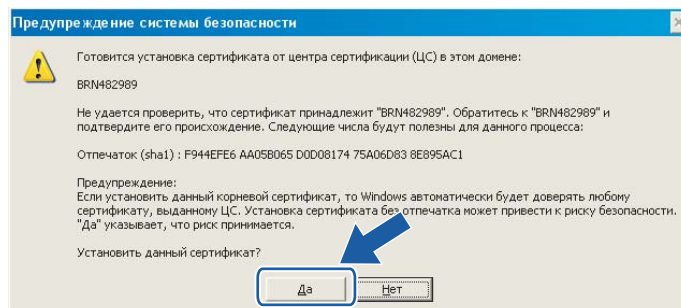 Предупреждение системы безопасности
Готовится установка сертификата от центра сертификации (ЦС) в этом домене:
BRN482989
Не удается проверить, что сертификат принадлежит "BRN482989". Обратитесь к "BRN482989" и
подтвердите его происхождение. Следующие числа будут полезны для данного процесса:
Отпечаток (sha1) : F944EFE6 AA05B065 D0D08174 75A06D83 8E895AC1
Предупреждение:
Если установить данный корневой сертификат, то Windows автоматически будет доверять любому
сертификату, выданному ЦС. Установка сертификата без отпечатка может привести к риску безопасности.
"Да" указывает, что риск принимается.
Установить данный сертификат?
Да
Нет